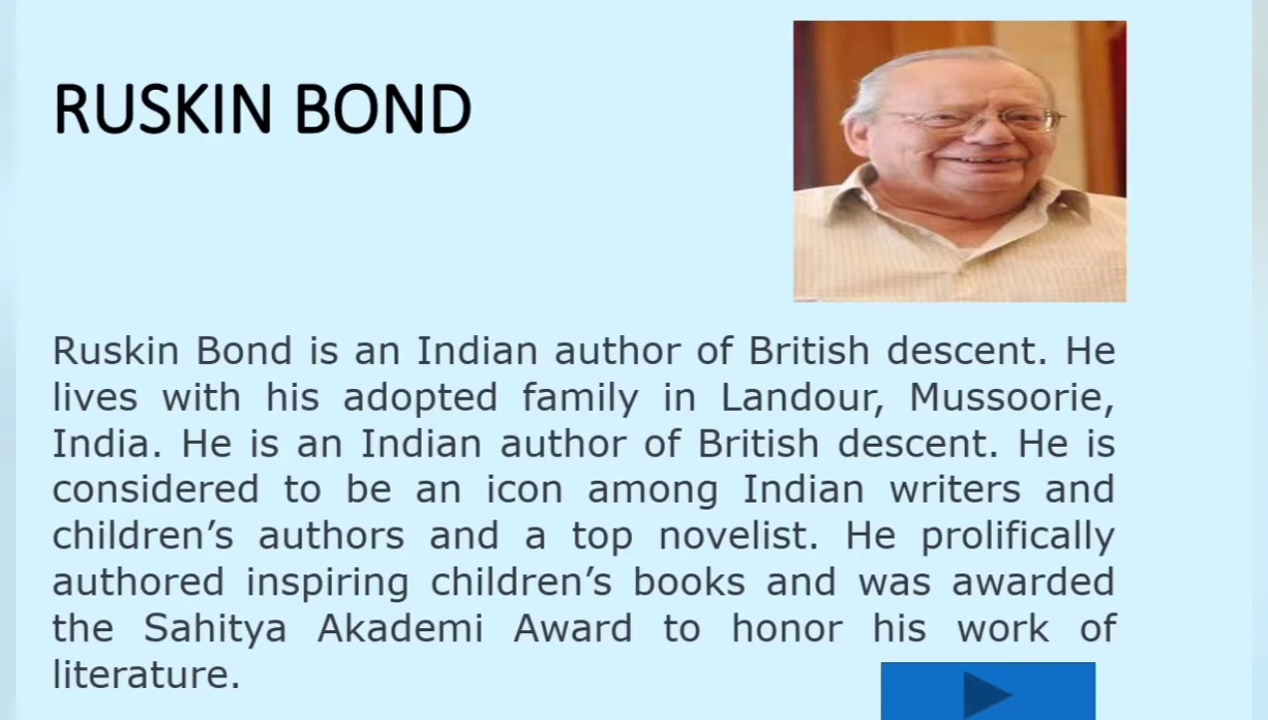 RUSKIN BOND
Ruskin Bond is an Indian author of British descent. He
lives with his adopted family in Landour, Mussoorie,
India. He is an Indian author of British descent. He is
considered to be an icon among Indian writers and
children’s authors and a top novelist. He prolifically
authored inspiring children’s books and was awarded
the Sahitya Akademi Award to honor his work of
literature.